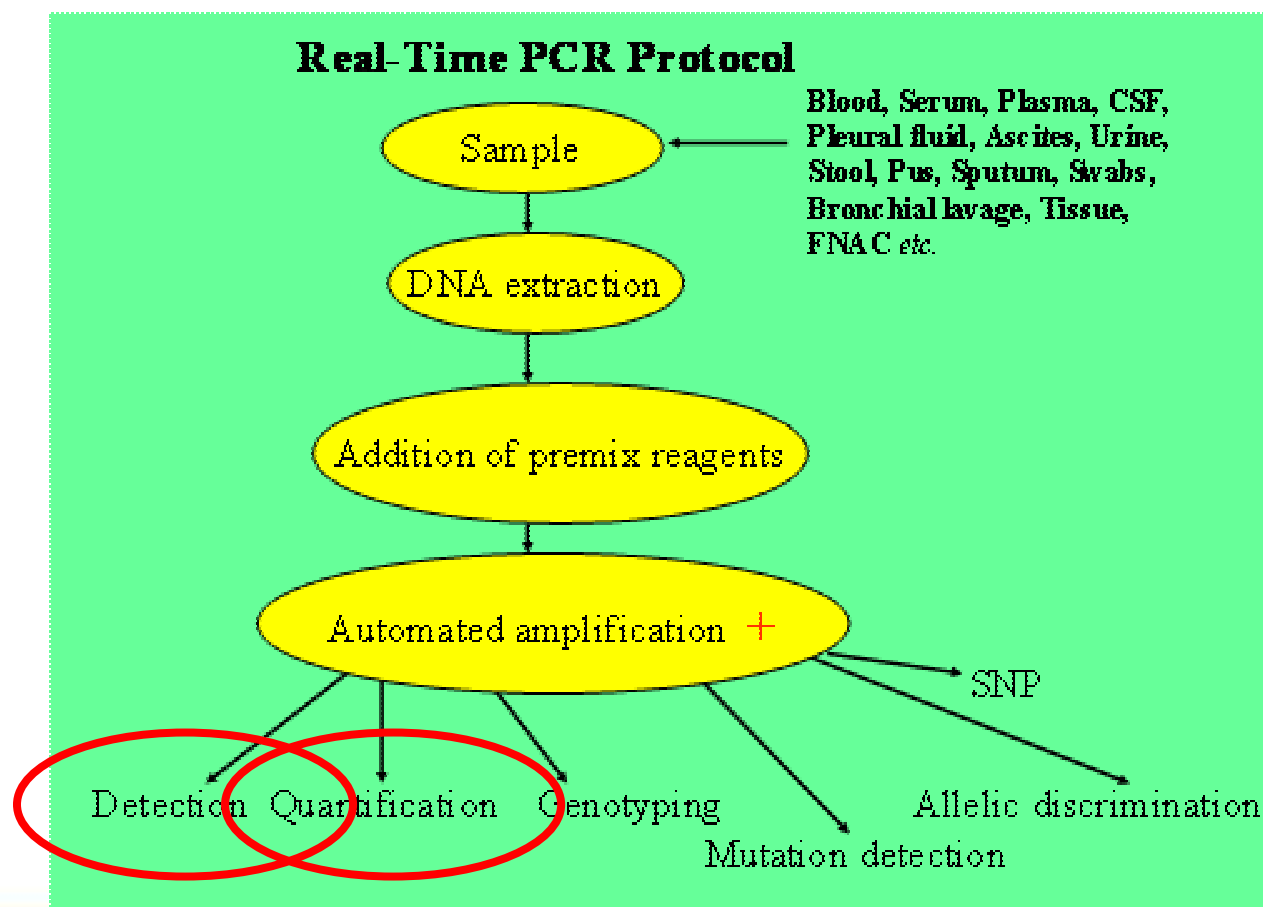 Real-Time PCR Protocol
Sample
Blood, Serum, Plasma, CSF,
Pleural fluid, Ascites, Urine,
Stool, Pus, Sputum, Swabs,
Bronchial lavage, Tissue,
FNAC etc.
DNA extraction
Addition of premix reagents
Automated amplification +
SNP
Detection
Quantification
Genotyping
Allelic discrimination
Mutation detection